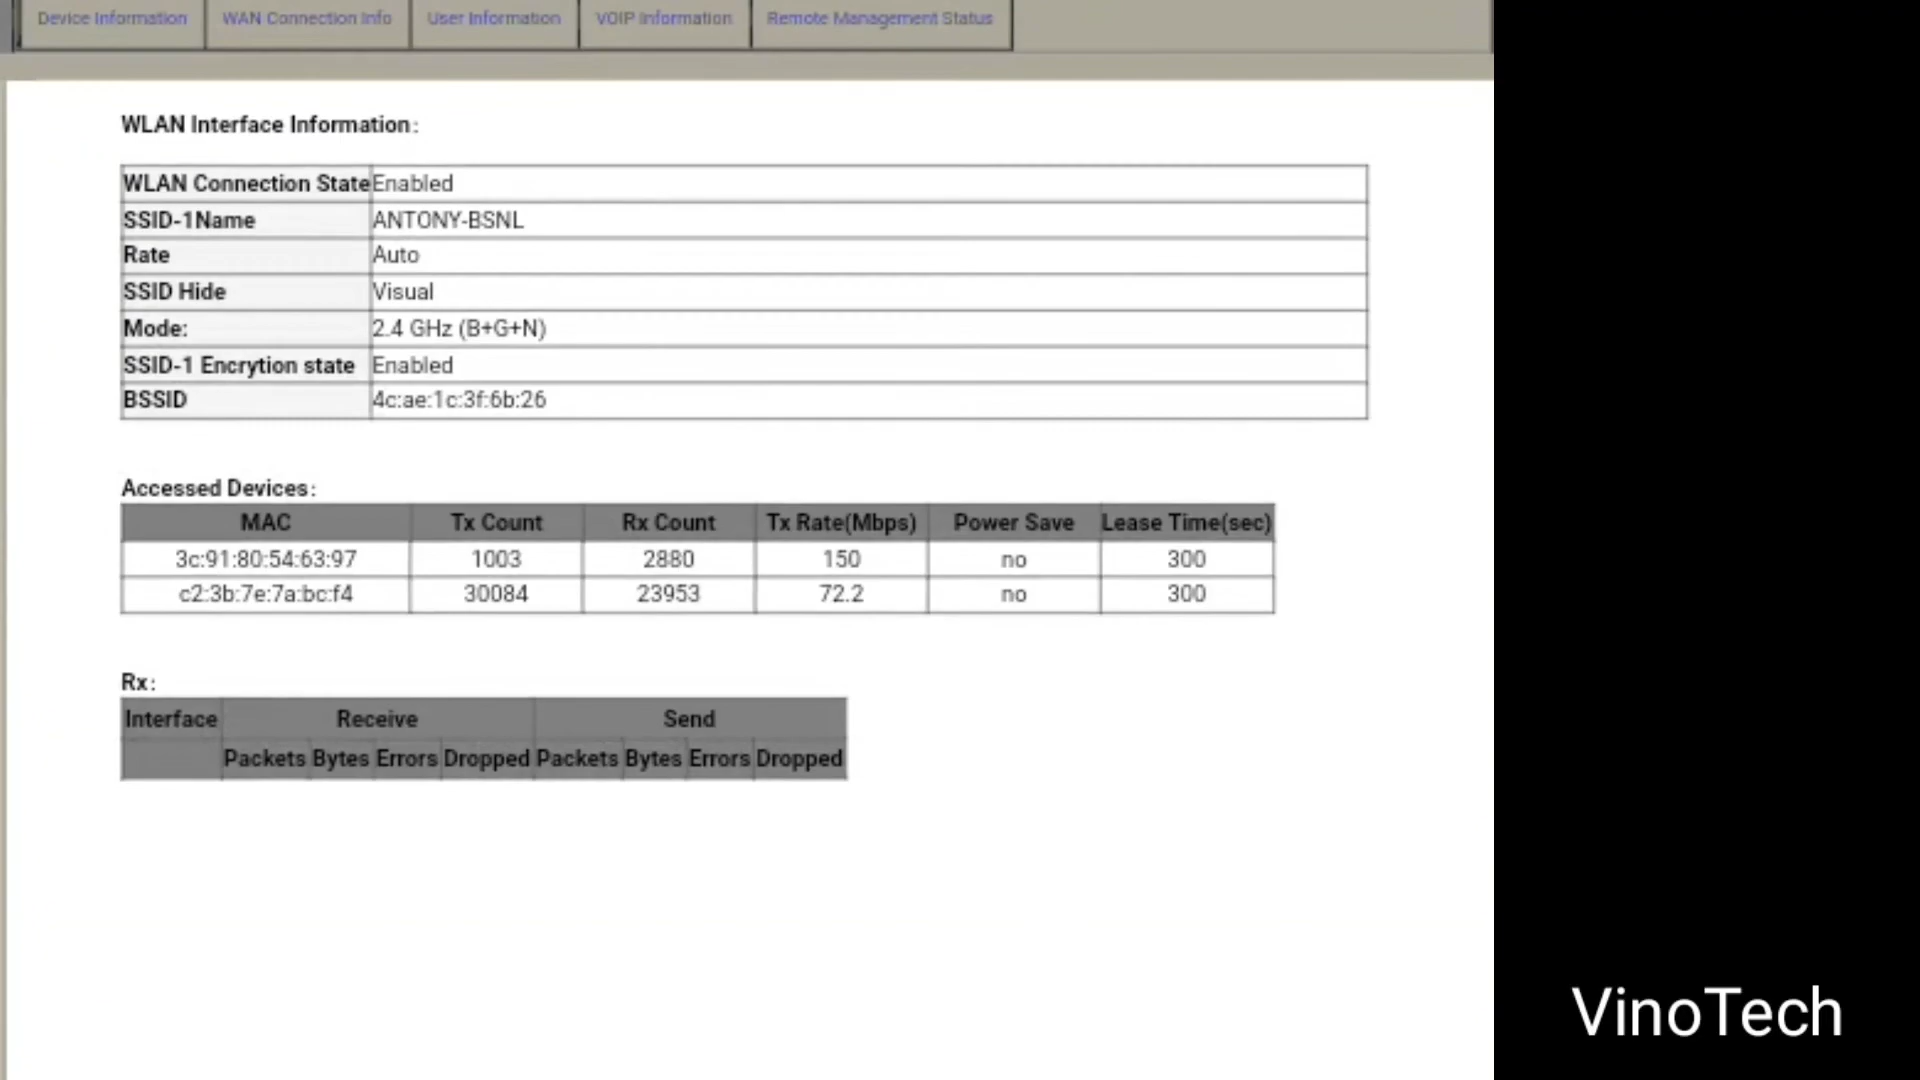 Device Information WAN Connection Info User Information VOIP Information Remote Management Status
WLAN Interface Information:
WLAN Connection State Enabled
SSID-1Name ANTONY-BSNL
Rate Auto
SSID Hide Visual
Mode: 2.4 GHz (B+G+N)
SSID-1 Encrytion state Enabled
BSSID 4c:ae:1c:3f:6b:26
Accessed Devices:
MAC Tx Count Rx Count Tx Rate(Mbps) Power Save Lease Time(sec)
3c:91:80:54:63:97 1003 2880 150 no 300
c2:3b:7e:7a:bc:f4 30084 23953 72.2 no 300
Rx:
Interface Receive Send
Packets Bytes Errors Dropped Packets Bytes Errors Dropped
VinoTech